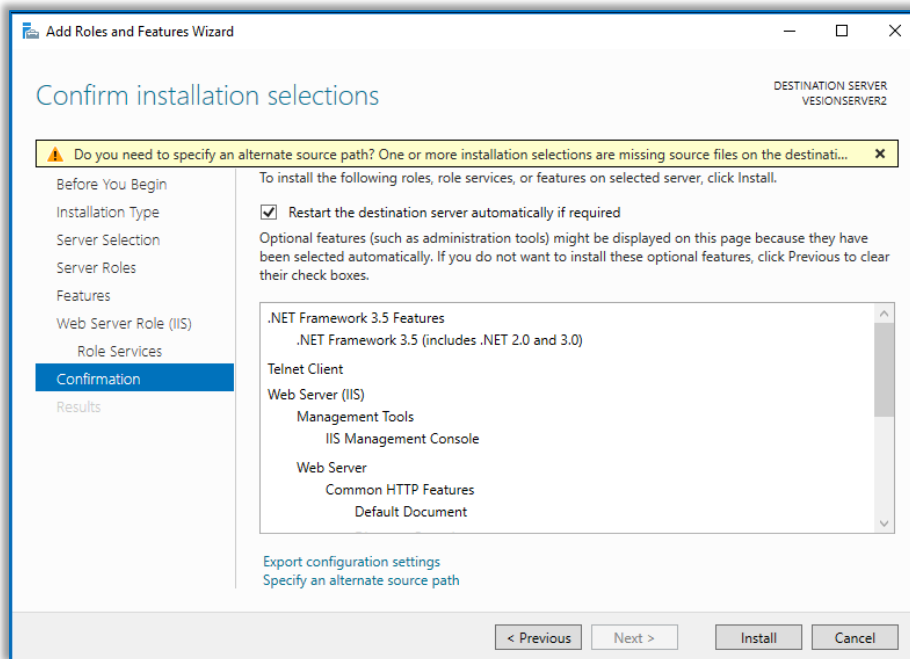 Add Roles and Features Wizard
Confirm installation selections
DESTINATION SERVER
VESIONSERVER2
Do you need to specify an alternate source path? One or more installation selections are missing source files on the destinati...
Before You Begin
Installation Type
Server Selection
Server Roles
Features
Web Server Role (IIS)
Role Services
Confirmation
Results
To install the following roles, role services, or features on selected server, click Install.
Restart the destination server automatically if required
Optional features (such as administration tools) might be displayed on this page because they have
been selected automatically. If you do not want to install these optional features, click Previous to clear
their check boxes.
.NET Framework 3.5 Features
.NET Framework 3.5 (includes .NET 2.0 and 3.0)
Telnet Client
Web Server (IIS)
Management Tools
IIS Management Console
Web Server
Common HTTP Features
Default Document
Export configuration settings
Specify an alternate source path
< Previous
Next >
Install
Cancel